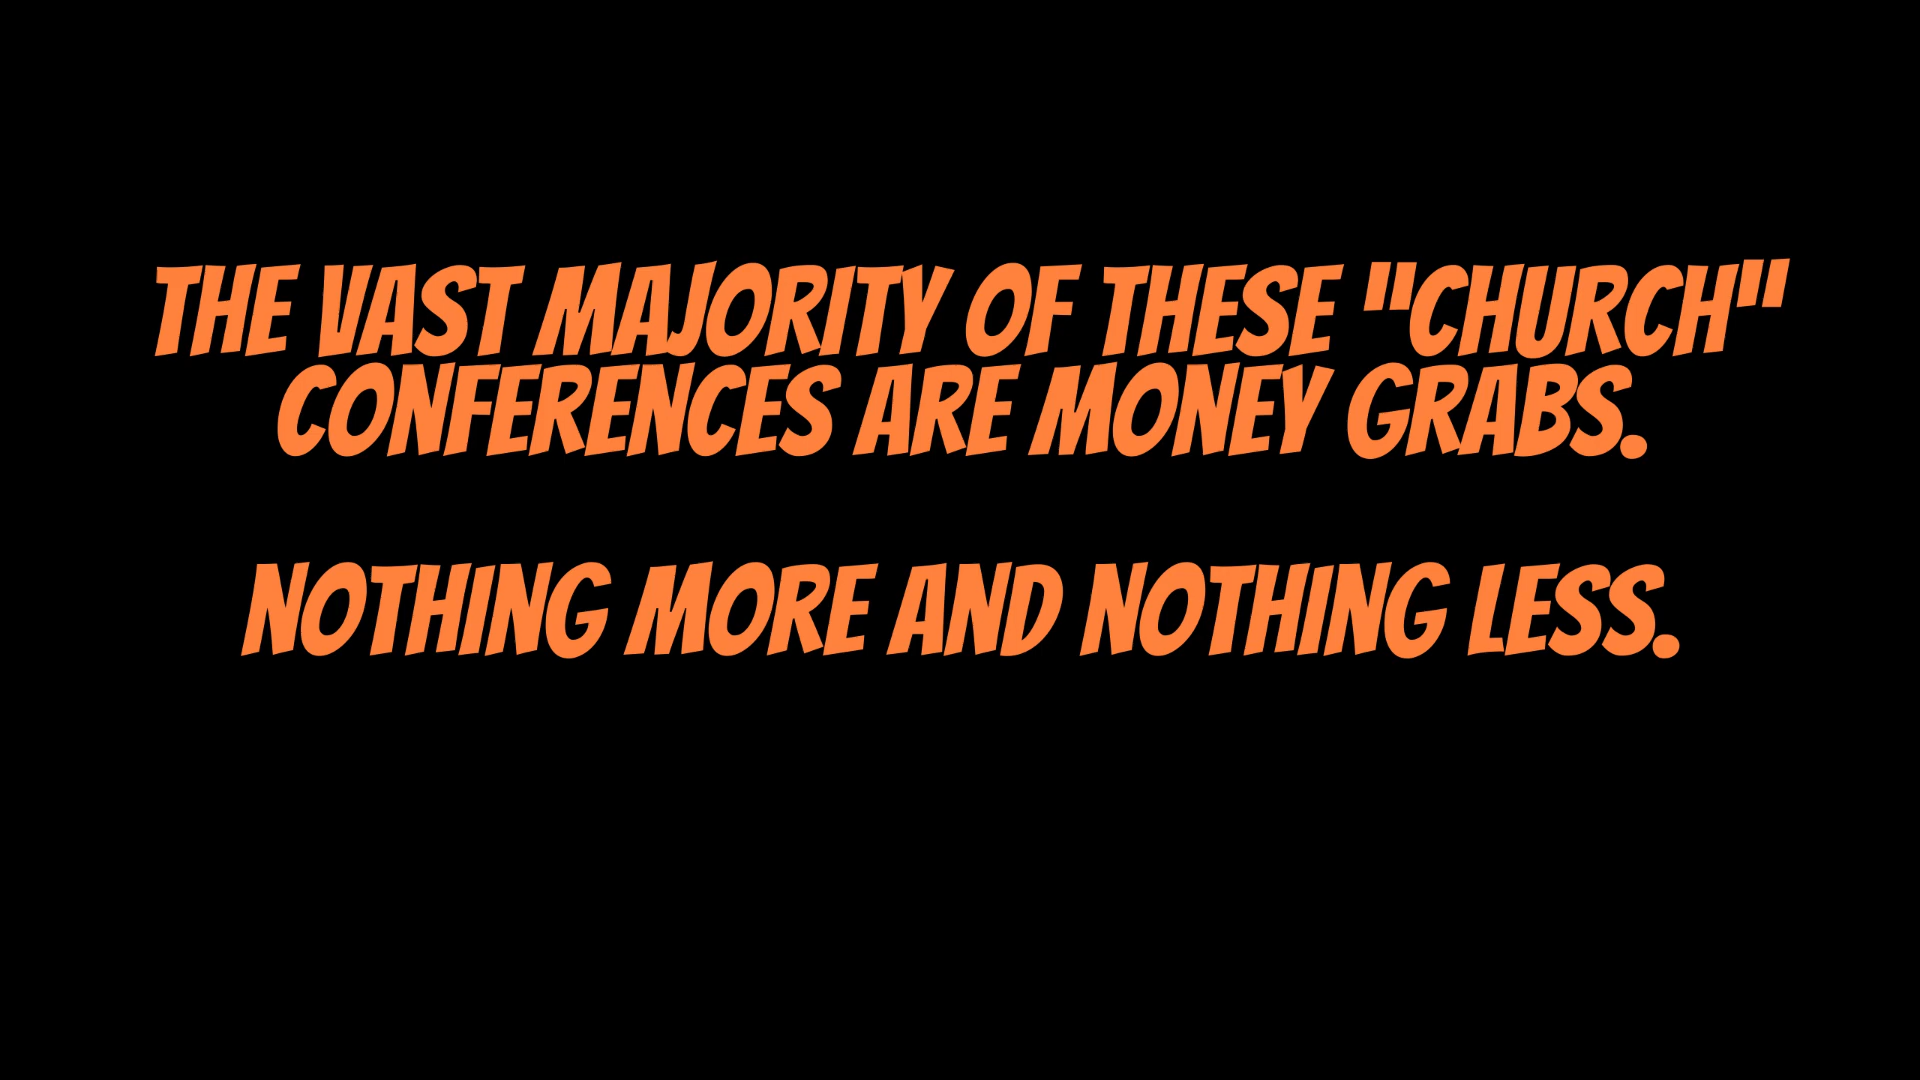 THE VAST MAJORITY OF THESE "CHURCH"
CONFERENCES ARE MONEY GRABS.
NOTHING MORE AND NOTHING LESS.